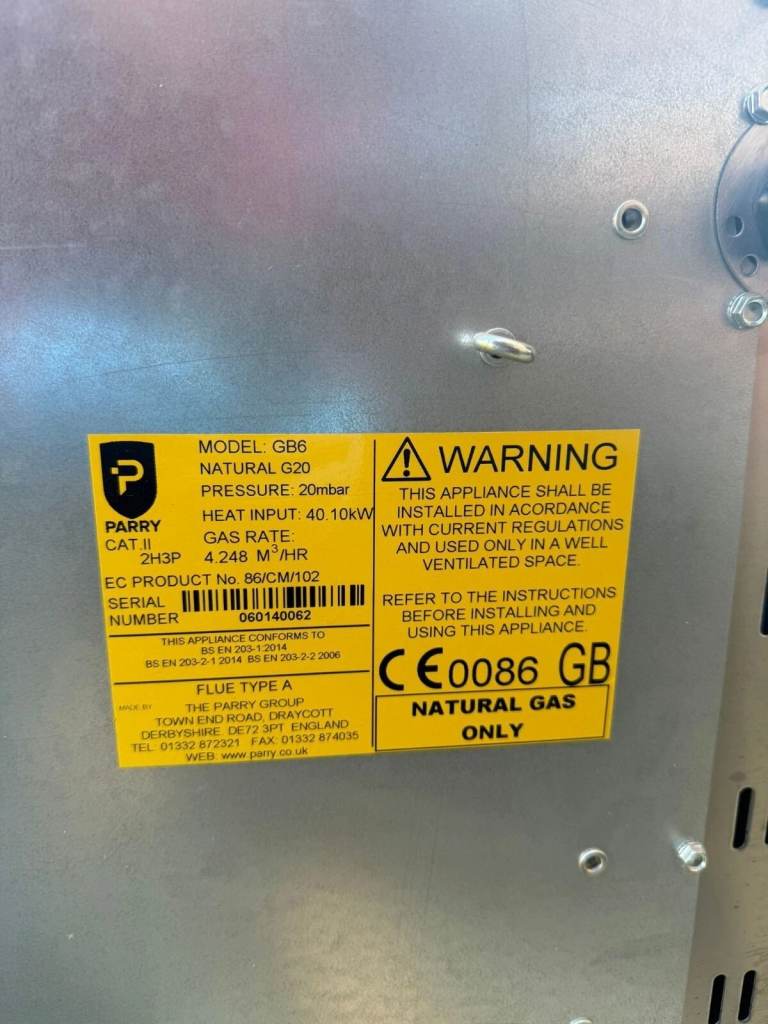 PARRY
MODEL: GB6
NATURAL G20
PRESSURE: 20mbar
HEAT INPUT: 40.10kW
CAT.II
2H3P
GAS RATE:
4.248 M³/HR
EC PRODUCT No. 86/CM/102
SERIAL
NUMBER
060140062
THIS APPLIANCE CONFORMS TO
BS EN 203-1:2014
BS EN 203-2-1 2014 BS EN 203-2-2 2006
FLUE TYPE A
MADE BY
THE PARRY GROUP
TOWN END ROAD, DRAYCOTT
DERBYSHIRE DE72 3PT ENGLAND
TEL: 01332 872321 FAX: 01332 874035
WEB: www.parry.co.uk
WARNING
THIS APPLIANCE SHALL BE
INSTALLED IN ACORDANCE
WITH CURRENT REGULATIONS
AND USED ONLY IN A WELL
VENTILATED SPACE.
REFER TO THE INSTRUCTIONS
BEFORE INSTALLING AND
USING THIS APPLIANCE.
CE0086 GB
NATURAL GAS
ONLY